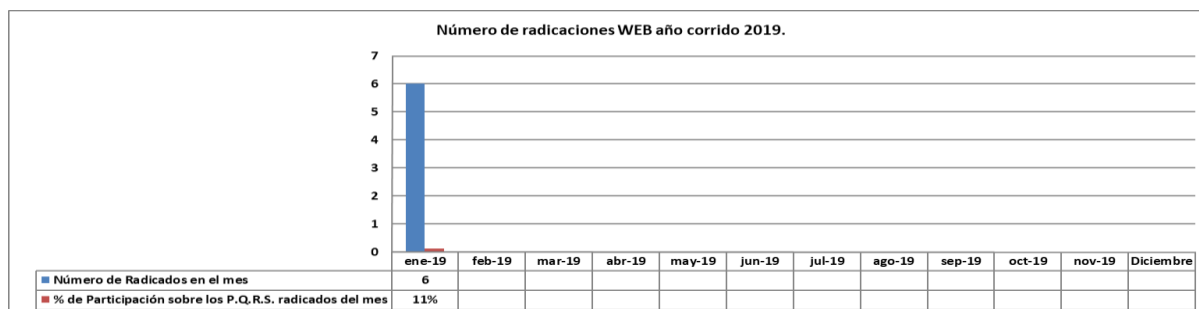 Número de radicaciones WEB año corrido 2019.
7
6
5
4
3
2
1
0
ene-19 feb-19 mar-19 abr-19 may-19 jun-19 jul-19 ago-19 sep-19 oct-19 nov-19 Diciembre
Número de Radicados en el mes 6
% de Participación sobre los P.Q.R.S. radicados del mes 11%